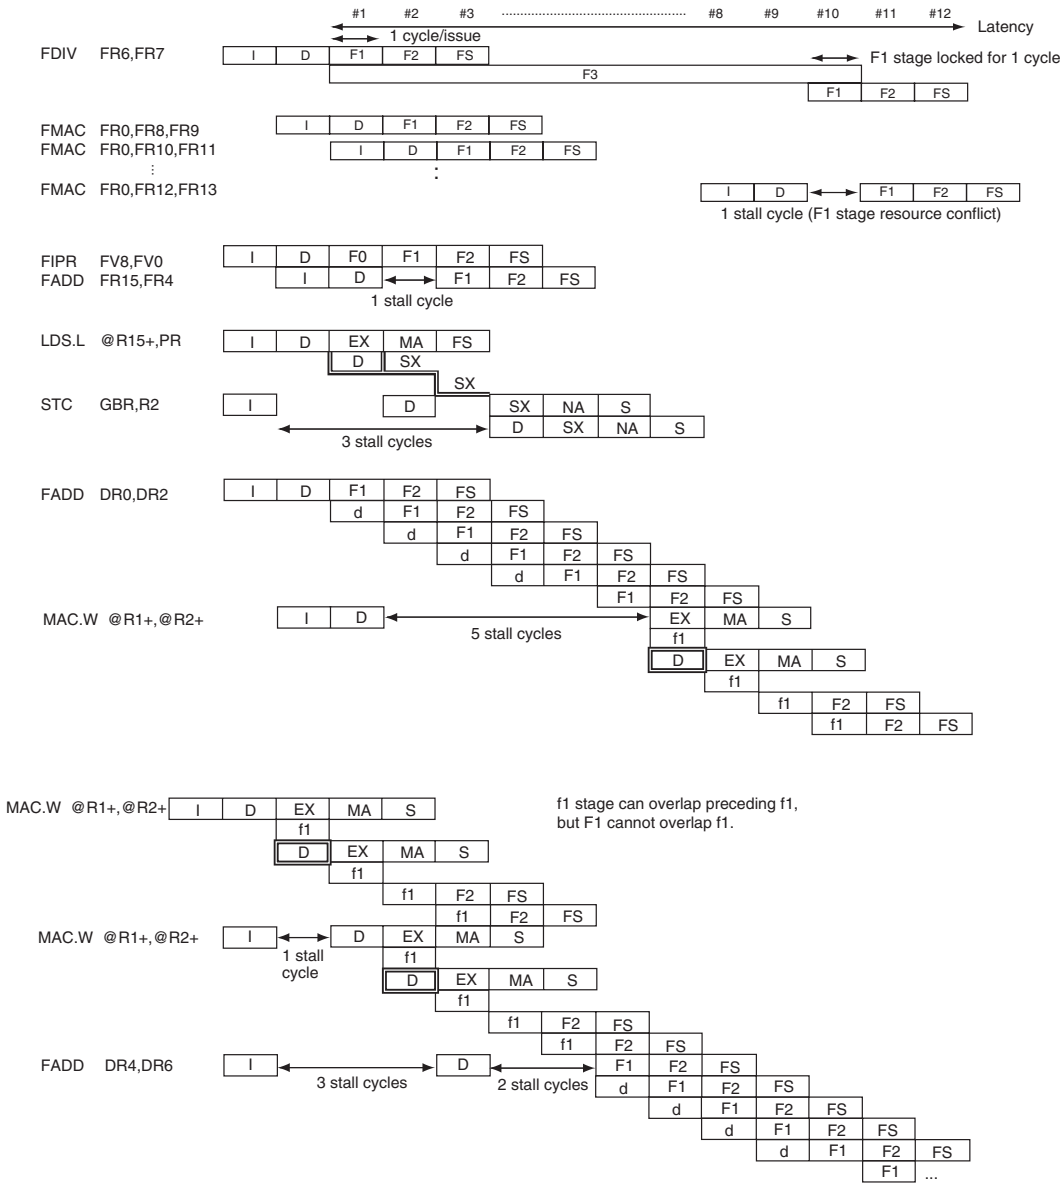 #1 #2 #3 #8 #9 #10 #11 #12
Latency
1 cycle/issue
FDIV FR6,FR7 I D F1 F2 FS F1 stage locked for 1 cycle
F3
F1 F2 FS
FMAC FR0,FR8,FR9 I D F1 F2 FS
FMAC FR0,FR10,FR11 I D F1 F2 FS
FMAC FR0,FR12,FR13 I D F1 F2 FS
1 stall cycle (F1 stage resource conflict)
FIPR FV8,FV0 I D F0 F1 F2 FS
FADD FR15,FR4 I D F1 F2 FS
1 stall cycle
LDS.L @R15+,PR I D EX MA FS
D SX
SX
STC GBR,R2 I D SX NA S
D SX NA S
3 stall cycles
FADD DR0,DR2 I D F1 F2 FS
d F1 F2 FS
d F1 F2 FS
d F1 F2 FS
d F1 F2 FS
F1 F2 FS
MAC.W @R1+,@R2+ I D EX MA S
5 stall cycles
f1
D EX MA S
f1
f1 F2 FS
f1 F2 FS
MAC.W @R1+,@R2+ I D EX MA S
f1 stage can overlap preceding f1,
but F1 cannot overlap f1.
f1
D EX MA S
f1
f1 F2 FS
f1 F2 FS
MAC.W @R1+,@R2+ I D EX MA S
1 stall
cycle
f1
D EX MA S
f1
f1 F2 FS
f1 F2 FS
FADD DR4,DR6 I D F1 F2 FS
3 stall cycles 2 stall cycles
d F1 F2 FS
d F1 F2 FS
d F1 F2 FS
d F1 F2 FS
F1 ...